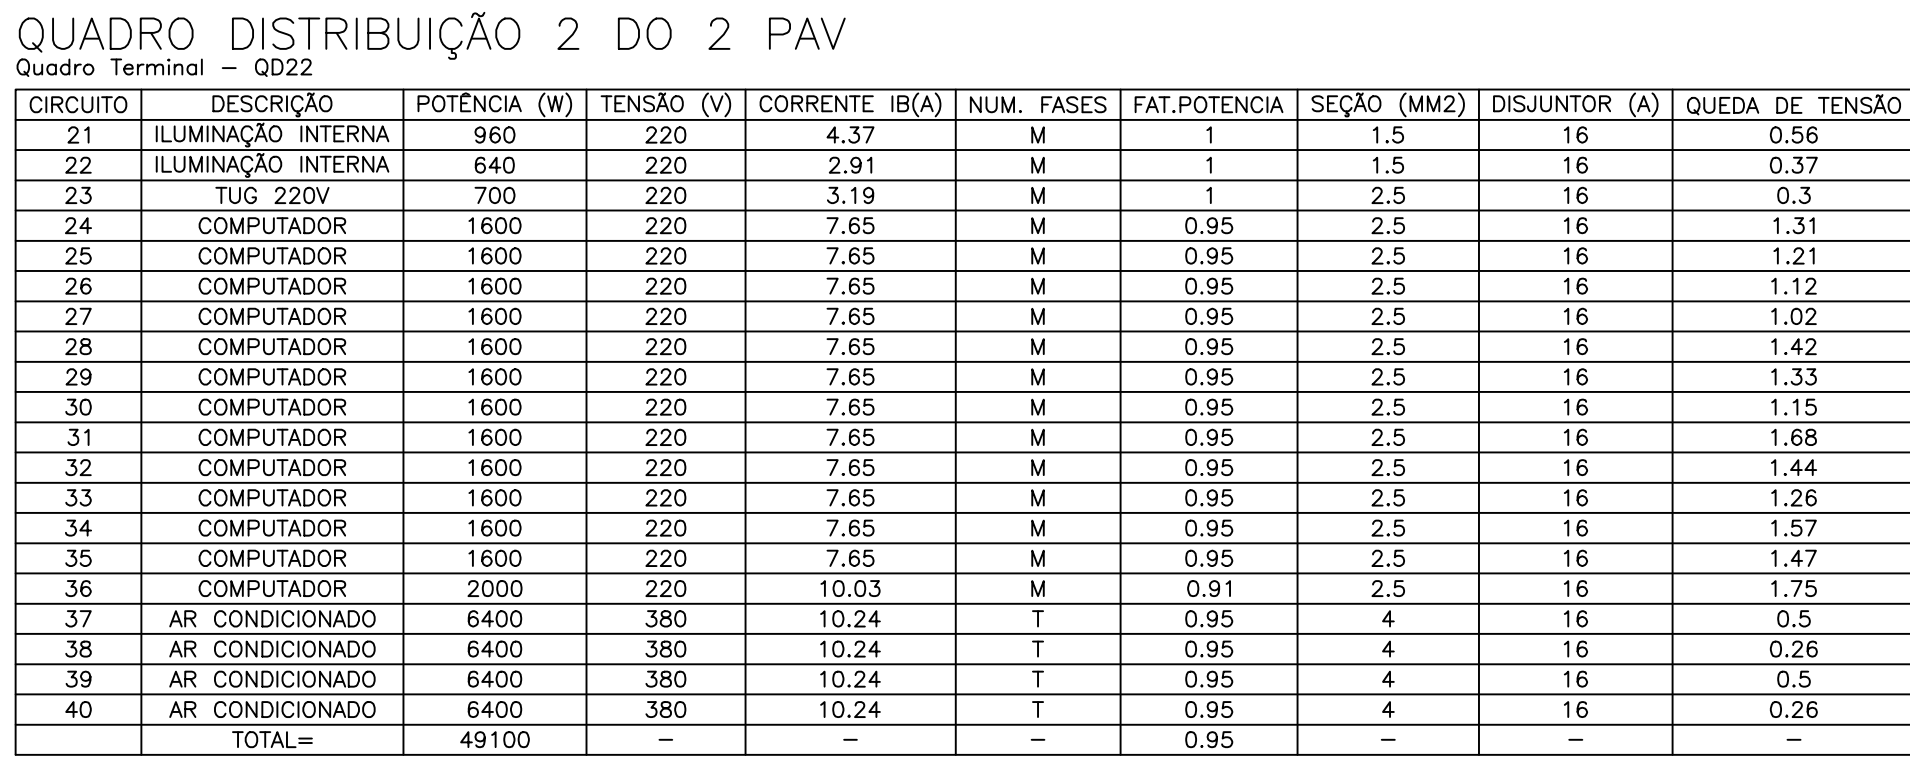 QUADRO DISTRIBUIÇÃO 2 DO 2 PAV
Quadro Terminal – QD22
CIRCUITO DESCRIÇÃO POTÊNCIA (W) TENSÃO (V) CORRENTE IB(A) NUM. FASES FAT.POTENCIA SEÇÃO (MM2) DISJUNTOR (A) QUEDA DE TENSÃO
21 ILUMINAÇÃO INTERNA 960 220 4.37 M 1 1.5 16 0.56
22 ILUMINAÇÃO INTERNA 640 220 2.91 M 1 1.5 16 0.37
23 TUG 220V 700 220 3.19 M 1 2.5 16 0.3
24 COMPUTADOR 1600 220 7.65 M 0.95 2.5 16 1.31
25 COMPUTADOR 1600 220 7.65 M 0.95 2.5 16 1.21
26 COMPUTADOR 1600 220 7.65 M 0.95 2.5 16 1.12
27 COMPUTADOR 1600 220 7.65 M 0.95 2.5 16 1.02
28 COMPUTADOR 1600 220 7.65 M 0.95 2.5 16 1.42
29 COMPUTADOR 1600 220 7.65 M 0.95 2.5 16 1.33
30 COMPUTADOR 1600 220 7.65 M 0.95 2.5 16 1.15
31 COMPUTADOR 1600 220 7.65 M 0.95 2.5 16 1.68
32 COMPUTADOR 1600 220 7.65 M 0.95 2.5 16 1.44
33 COMPUTADOR 1600 220 7.65 M 0.95 2.5 16 1.26
34 COMPUTADOR 1600 220 7.65 M 0.95 2.5 16 1.57
35 COMPUTADOR 1600 220 7.65 M 0.95 2.5 16 1.47
36 COMPUTADOR 2000 220 10.03 M 0.91 2.5 16 1.75
37 AR CONDICIONADO 6400 380 10.24 T 0.95 4 16 0.5
38 AR CONDICIONADO 6400 380 10.24 T 0.95 4 16 0.26
39 AR CONDICIONADO 6400 380 10.24 T 0.95 4 16 0.5
40 AR CONDICIONADO 6400 380 10.24 T 0.95 4 16 0.26
TOTAL= 49100 – – – 0.95 – – –